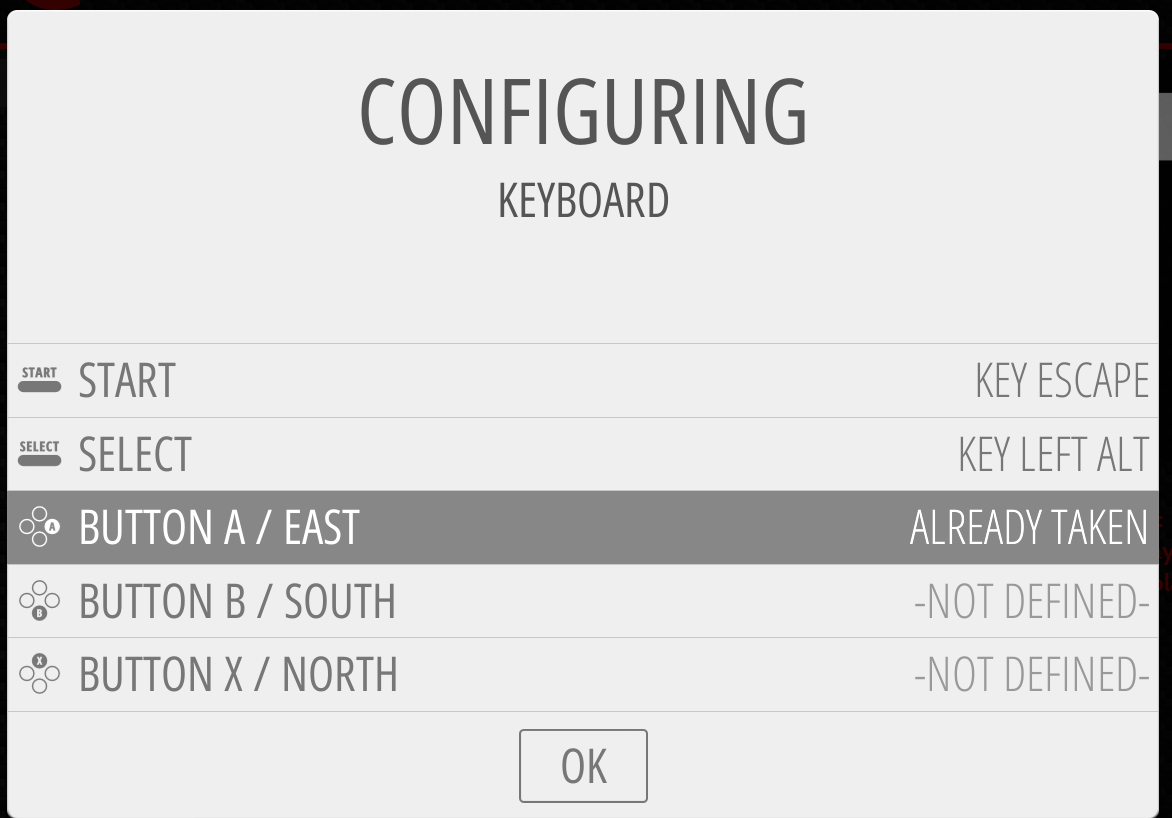 CONFIGURING
KEYBOARD
START START KEY ESCAPE
SELECT SELECT KEY LEFT ALT
A BUTTON A / EAST ALREADY TAKEN
B BUTTON B / SOUTH -NOT DEFINED-
X BUTTON X / NORTH -NOT DEFINED-
OK